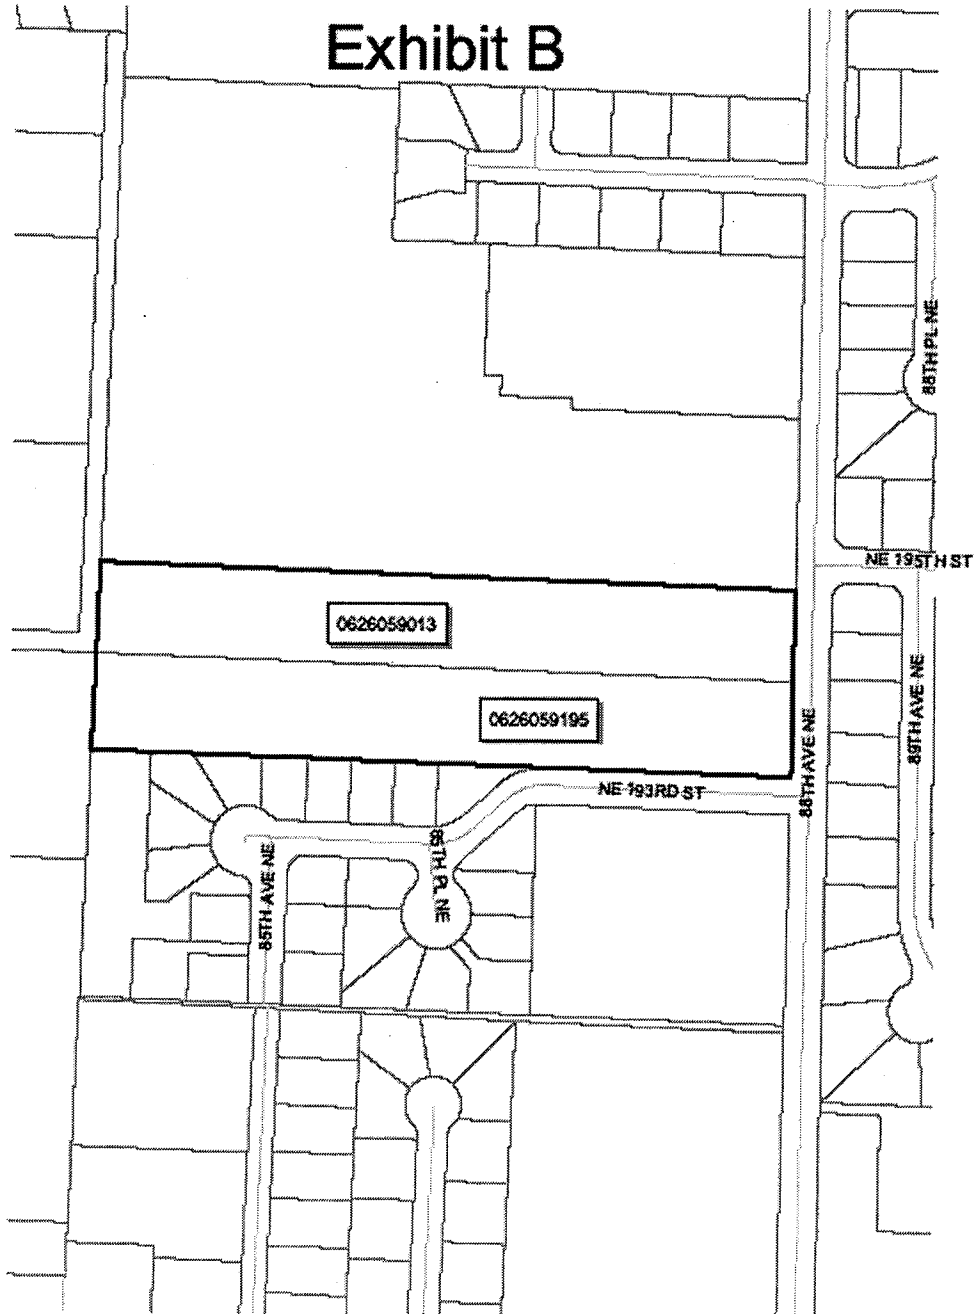 Exhibit B
88TH PL NE
NE 195TH ST
0626059013
0626059195
88TH AVE NE
89TH AVE NE
NE 193RD ST
85TH AVE NE
85TH PL NE